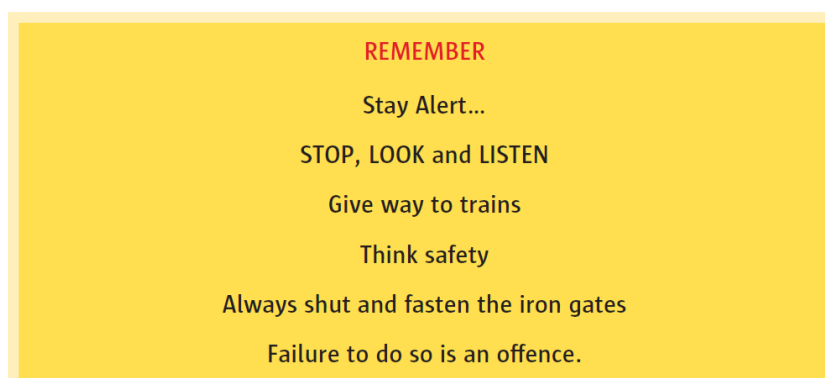 REMEMBER
Stay Alert...
STOP, LOOK and LISTEN
Give way to trains
Think safety
Always shut and fasten the iron gates
Failure to do so is an offence.